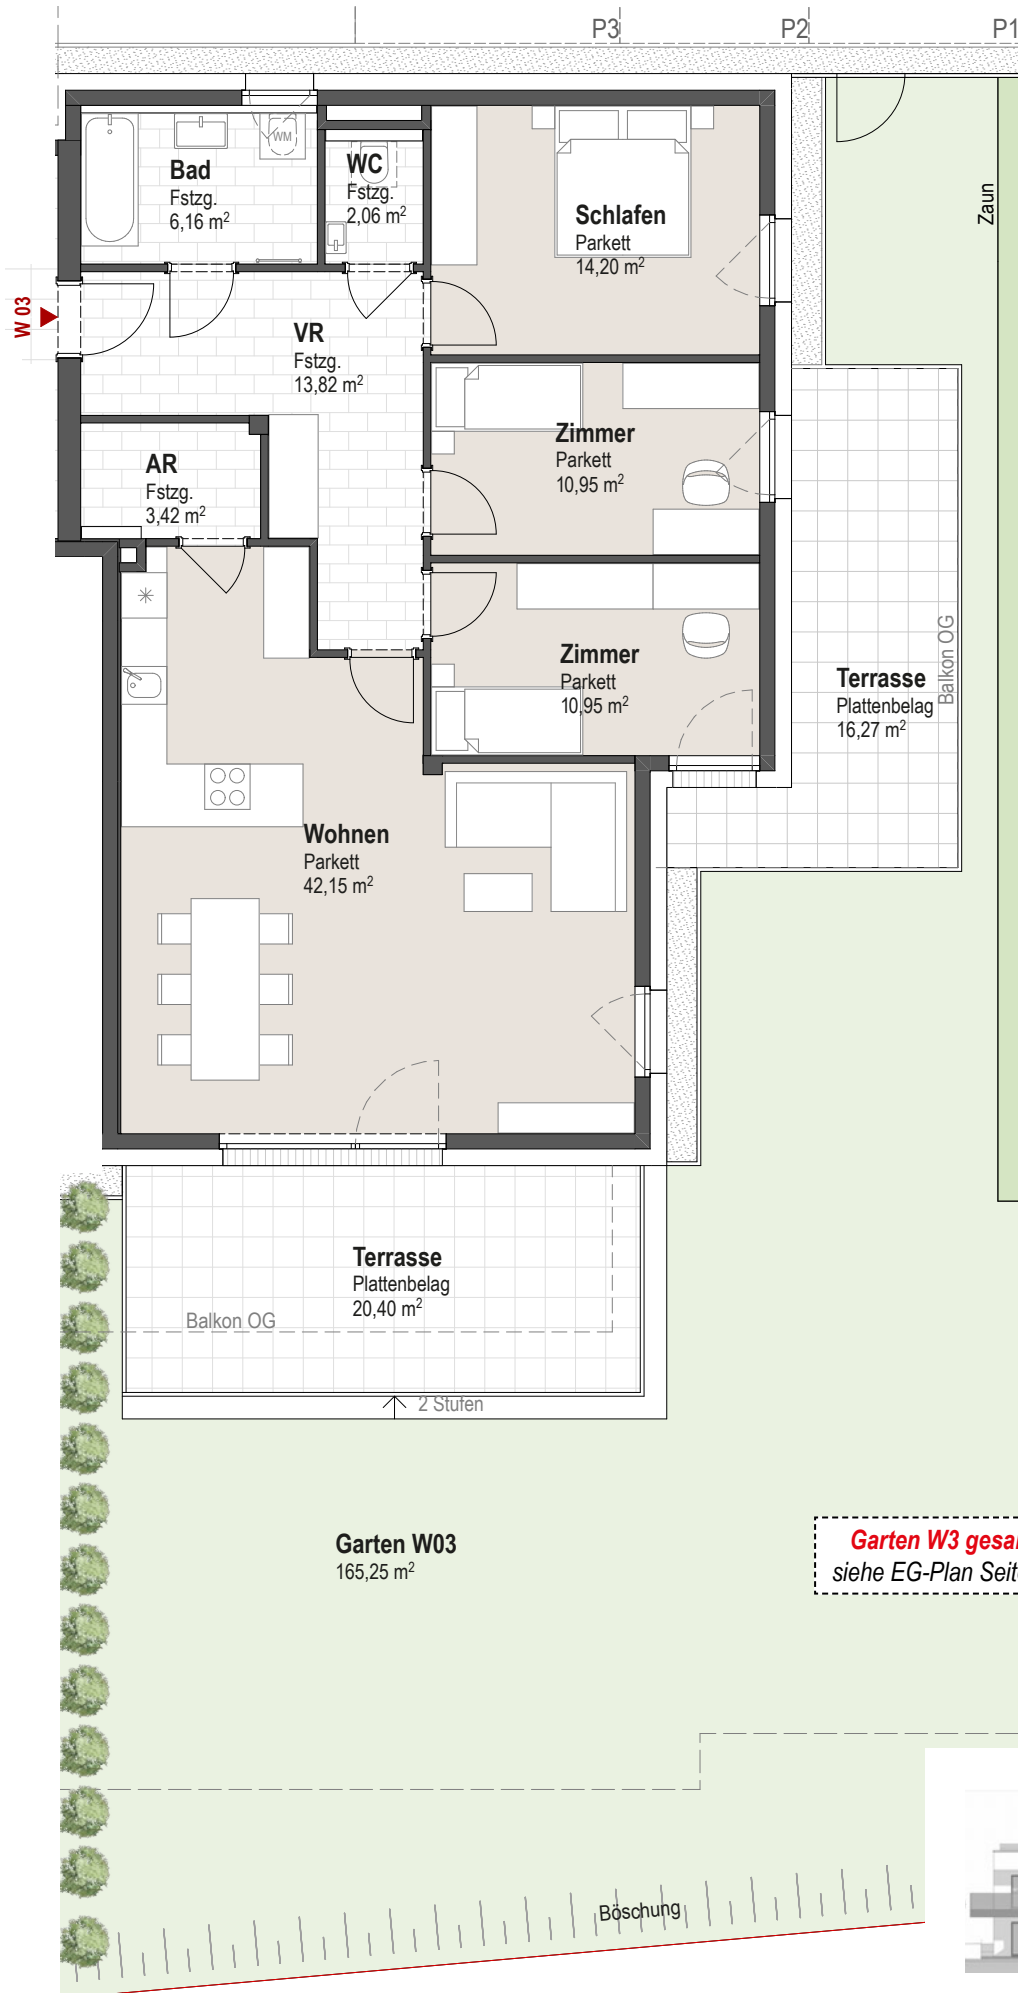 P3
P2
P1
Zaun
WM
Bad
Fstzg.
6,16 m²
WC
Fstzg.
2,06 m²
Schlafen
Parkett
14,20 m²
W 03
VR
Fstzg.
13,82 m²
Zimmer
Parkett
10,95 m²
AR
Fstzg.
3,42 m²
Zimmer
Parkett
10,95 m²
Balkon OG
Terrasse
Plattenbelag
16,27 m²
Wohnen
Parkett
42,15 m²
Terrasse
Plattenbelag
20,40 m²
Balkon OG
2 Stufen
Garten W03
165,25 m²
Garten W3 gesa
siehe EG-Plan Seit
Böschung